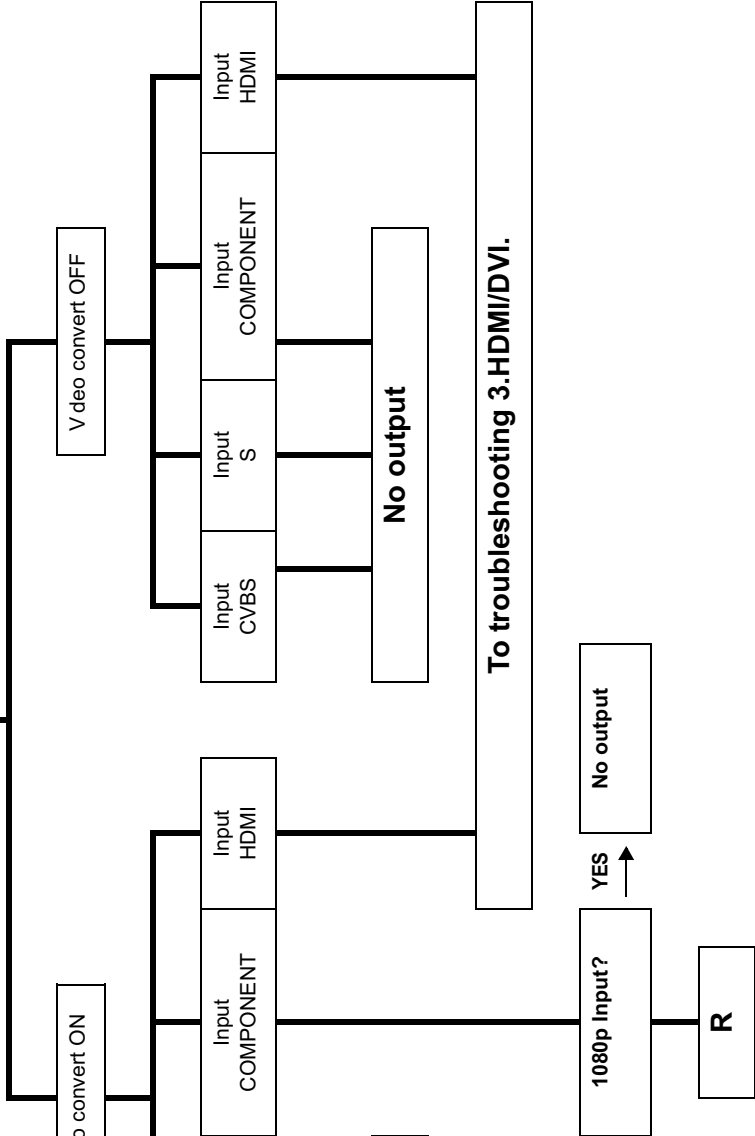 o convert ON
V deo convert OFF
Input
COMPONENT
Input
HDMI
Input
CVBS
Input
S
Input
COMPONENT
Input
HDMI
No output
To troubleshooting 3.HDMI/DVI.
1080p Input?
YES
No output
R